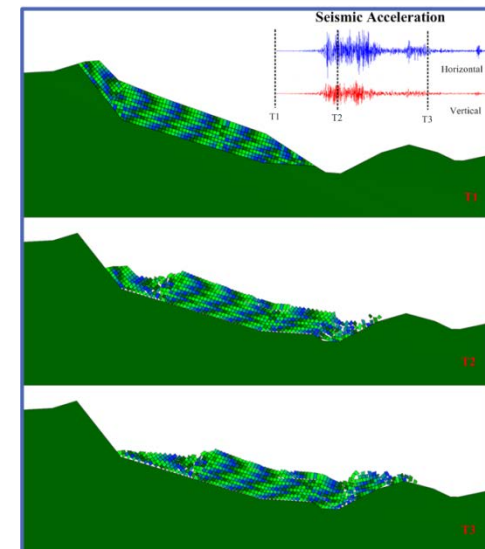 Seismic Acceleration
Horizontal
Vertical
T1
T2
T3
T1
T2
T3